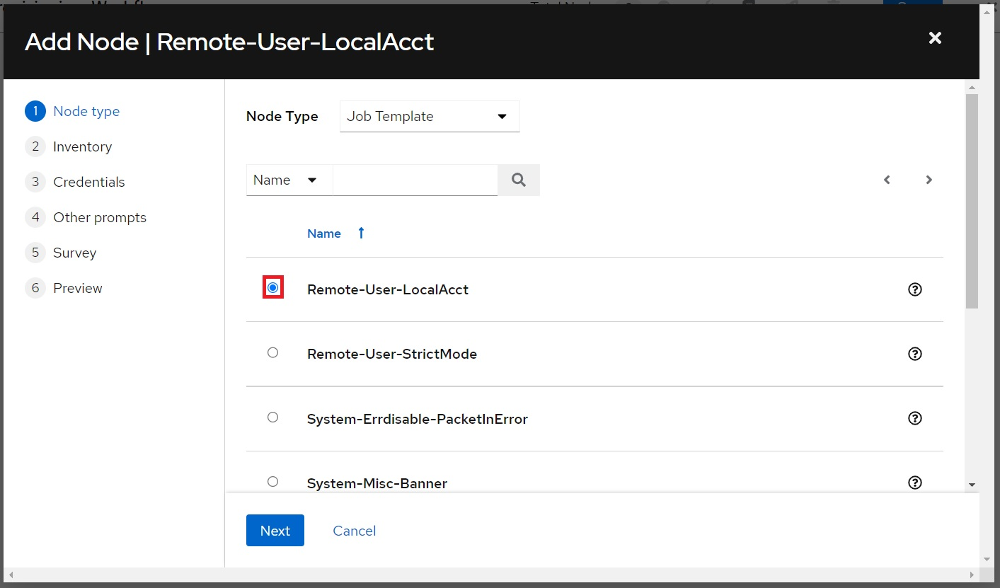 Add Node | Remote-User-LocalAcct
1 Node type
2 Inventory
3 Credentials
4 Other prompts
5 Survey
6 Preview
Node Type Job Template
Name
Name
Remote-User-LocalAcct
Remote-User-StrictMode
System-Errdisable-PacketInError
System-Misc-Banner
Next Cancel